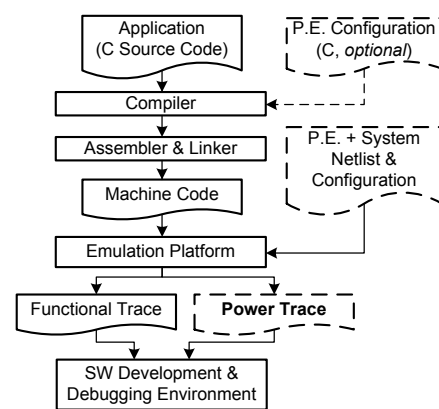 Application
(C Source Code)
P.E. Configuration
(C, optional)
Compiler
Assembler & Linker
P.E. + System
Netlist &
Configuration
Machine Code
Emulation Platform
Functional Trace
Power Trace
SW Development &
Debugging Environment